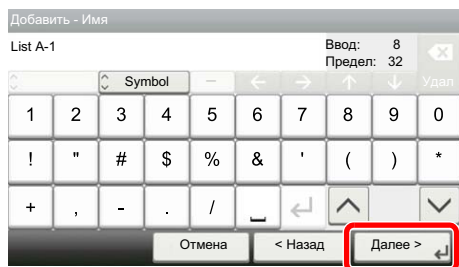 Добавить - Имя
List A-1 Ввод: 8
Предел: 32
Symbol Удал
1 2 3 4 5 6 7 8 9 0
! " # $ % & ' ( ) *
+ , - . / _
Отмена < Назад Далее >